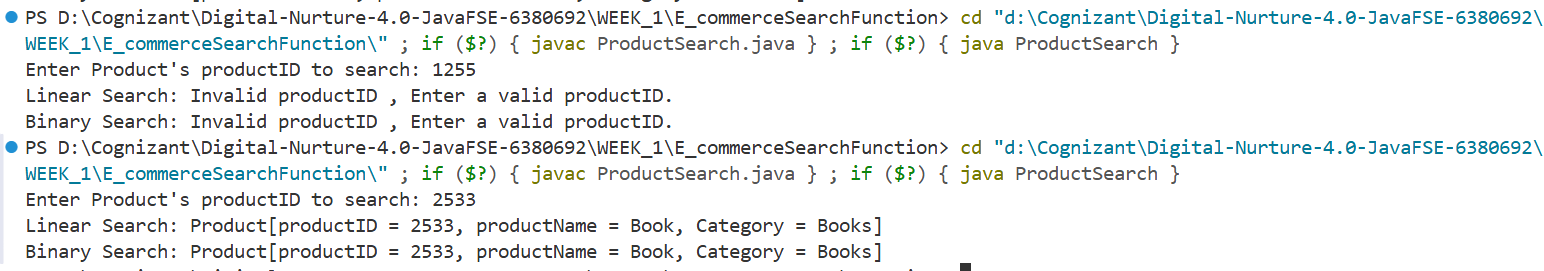 PS D:\Cognizant\Digital-Nurture-4.0-JavaFSE-6380692\WEEK_1\E_commerceSearchFunction> cd "d:\Cognizant\Digital-Nurture-4.0-JavaFSE-6380692\
WEEK_1\E_commerceSearchFunction\" ; if ($?) { javac ProductSearch.java } ; if ($?) { java ProductSearch }
Enter Product's productID to search: 1255
Linear Search: Invalid productID , Enter a valid productID.
Binary Search: Invalid productID , Enter a valid productID.
PS D:\Cognizant\Digital-Nurture-4.0-JavaFSE-6380692\WEEK_1\E_commerceSearchFunction> cd "d:\Cognizant\Digital-Nurture-4.0-JavaFSE-6380692\
WEEK_1\E_commerceSearchFunction\" ; if ($?) { javac ProductSearch.java } ; if ($?) { java ProductSearch }
Enter Product's productID to search: 2533
Linear Search: Product[productID = 2533, productName = Book, Category = Books]
Binary Search: Product[productID = 2533, productName = Book, Category = Books]